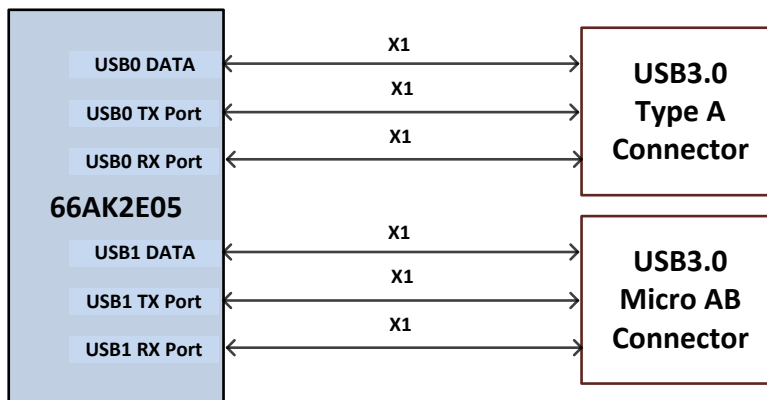 USB0 DATA
USB0 TX Port
USB0 RX Port
66AK2E05
USB1 DATA
USB1 TX Port
USB1 RX Port
X1
X1
X1
X1
X1
X1
USB3.0
Type A
Connector
USB3.0
Micro AB
Connector